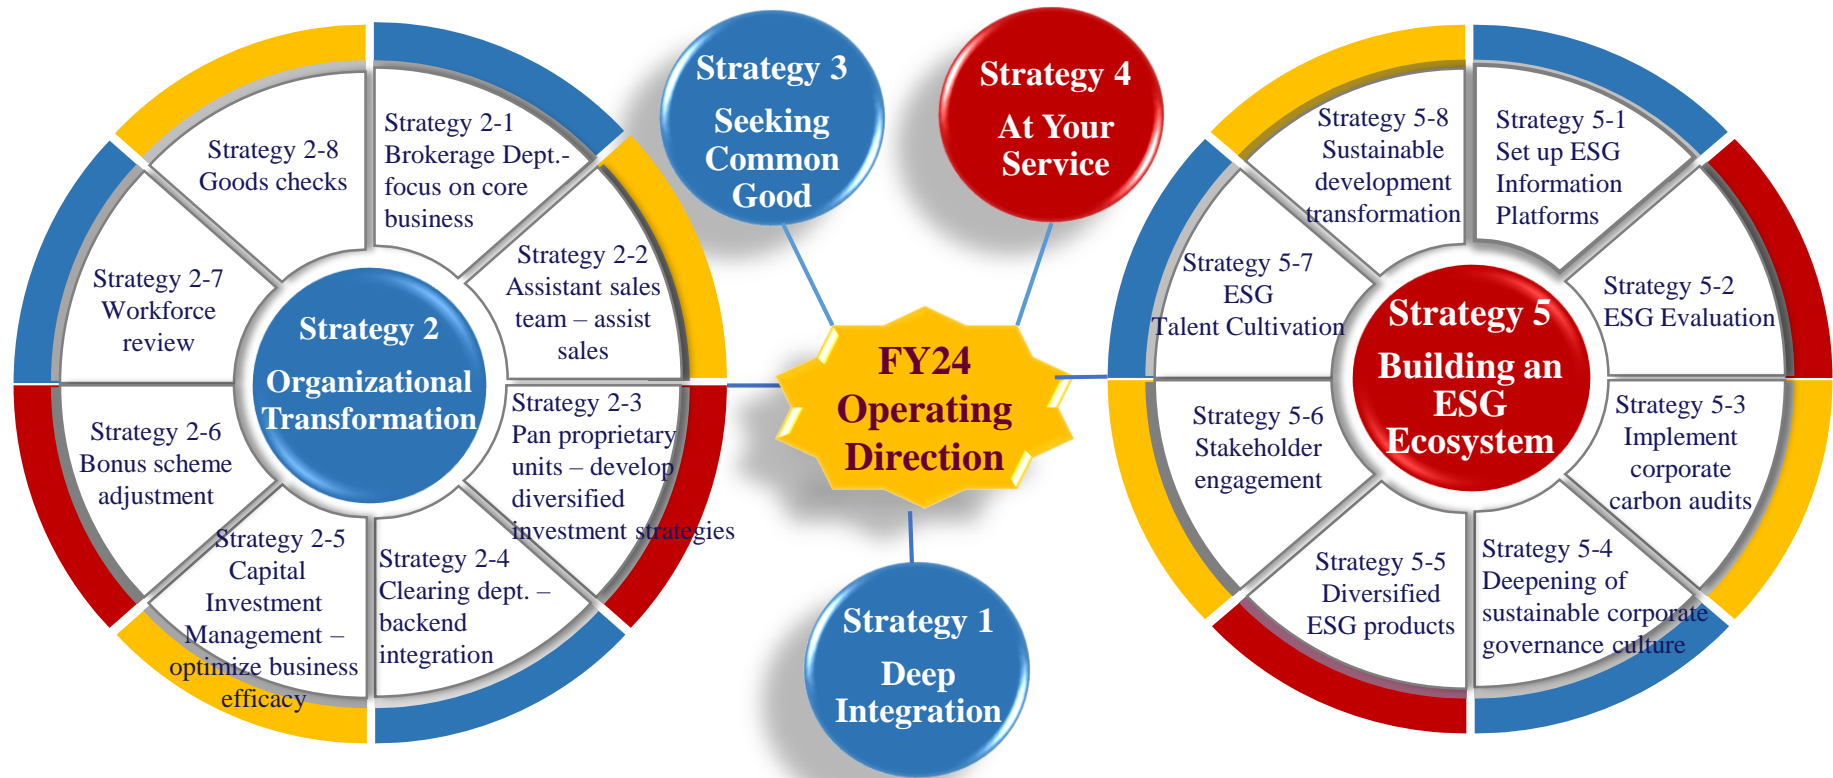 Strategy 2-1
Brokerage Dept.-
focus on core
business
Strategy 2-2
Assistant sales
team – assist
sales
Strategy 2-3
Pan proprietary
units – develop
diversified
investment strategies
Strategy 2-4
Clearing dept. –
backend
integration
Strategy 2-5
Capital
Investment
Management –
optimize business
efficacy
Strategy 2-6
Bonus scheme
adjustment
Strategy 2-7
Workforce
review
Strategy 2-8
Goods checks
Strategy 2
Organizational
Transformation
Strategy 3
Seeking
Common
Good
Strategy 4
At Your
Service
FY24
Operating
Direction
Strategy 1
Deep
Integration
Strategy 5-1
Set up ESG
Information
Platforms
Strategy 5-2
ESG Evaluation
Strategy 5-3
Implement
corporate
carbon audits
Strategy 5-4
Deepening of
sustainable corporate
governance culture
Strategy 5-5
Diversified
ESG products
Strategy 5-6
Stakeholder
engagement
Strategy 5-7
ESG
Talent Cultivation
Strategy 5-8
Sustainable
development
transformation
Strategy 5
Building an
ESG
Ecosystem